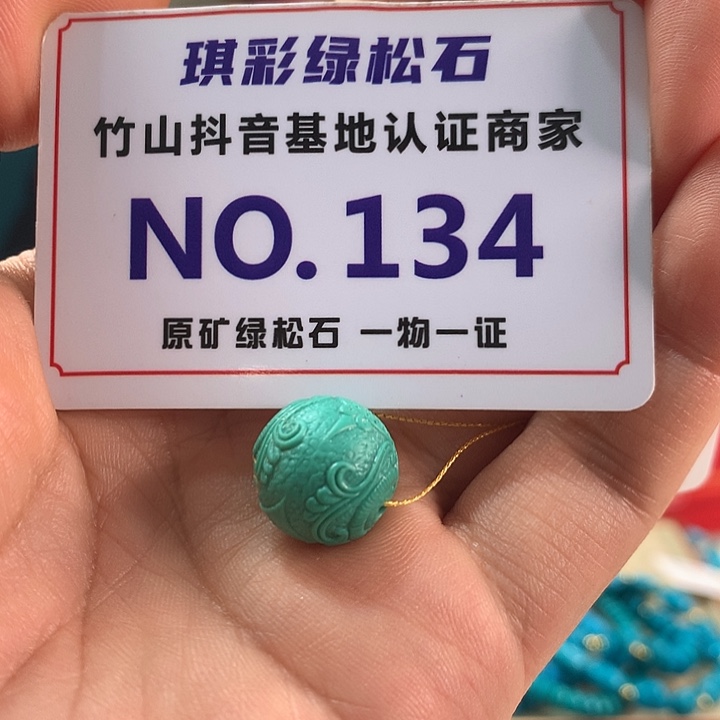 琪彩绿松石
竹山抖音基地认证商家
NO.134
原矿绿松石 一物一证